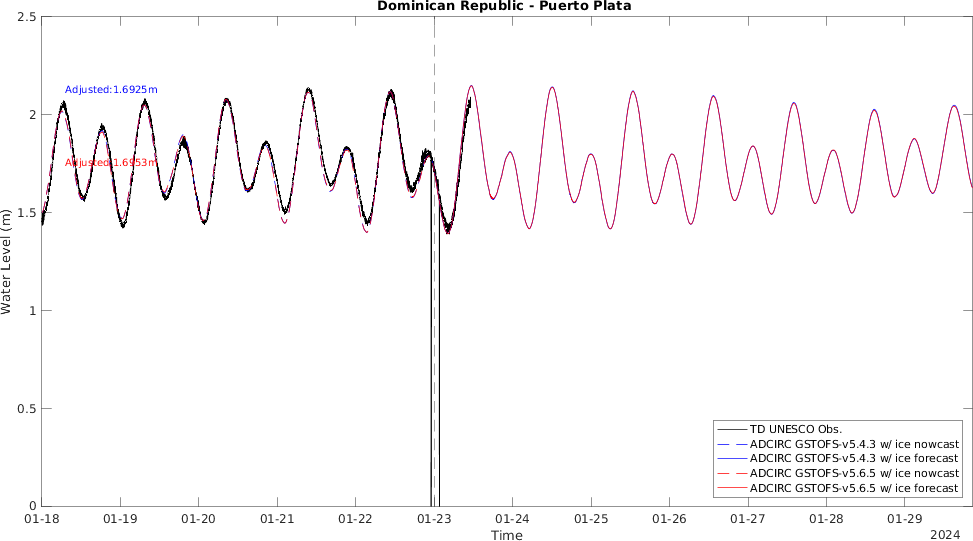 Dominican Republic - Puerto Plata
2.5
2
1.5
1
0.5
0
Water Level (m)
Adjusted:1.6925m
Adjusted:1.6953m
TD UNESCO Obs.
ADCIRC GSTOFS-v5.4.3 w/ ice nowcast
ADCIRC GSTOFS-v5.4.3 w/ ice forecast
ADCIRC GSTOFS-v5.6.5 w/ ice nowcast
ADCIRC GSTOFS-v5.6.5 w/ ice forecast
01-18 01-19 01-20 01-21 01-22 01-23 01-24 01-25 01-26 01-27 01-28 01-29
Time
2024